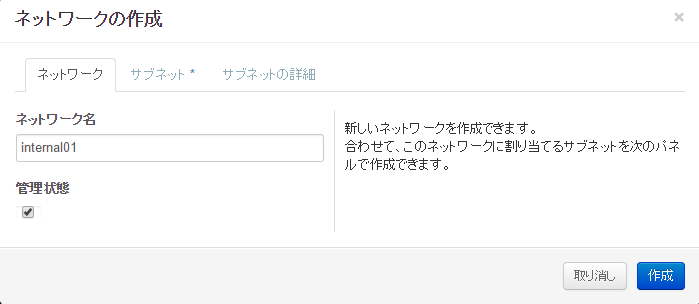 ネットワークの作成
×
ネットワーク
サブネット *
サブネットの詳細
ネットワーク名
internal01
管理状態
新しいネットワークを作成できます。
合わせて、このネットワークに割り当てるサブネットを次のパネ
ルで作成できます。
取り消し
作成